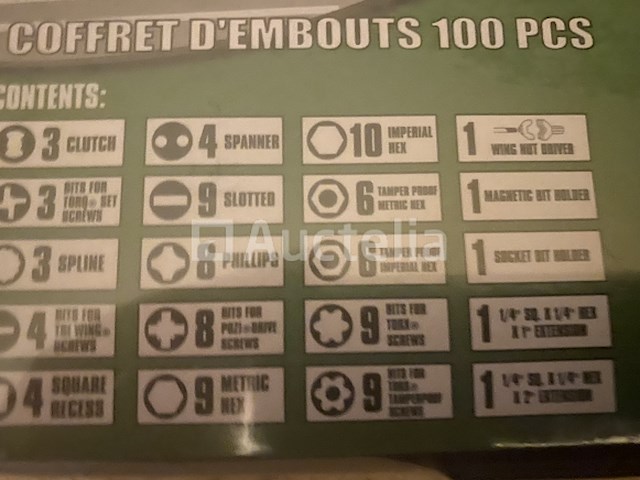 COFFRET D'EMBOUTS 100 PCS
CONTENTS:
3 CLUTCH
4 SPANNER
10 IMPERIAL HEX
1 WING NUT DRIVER
3 BITS FOR TORQ® SET SCREWS
9 SLOTTED
6 TAMPER PROOF METRIC HEX
1 MAGNETIC BIT HOLDER
3 SPLINE
8 PHILLIPS
6 TAMPER PROOF IMPERIAL HEX
1 SOCKET BIT HOLDER
4 BITS FOR TRI WING® SCREWS
8 BITS FOR POZI®DRIVE SCREWS
9 BITS FOR TORX® SCREWS
1 1/4" SQ. X 1/4" HEX X 1" EXTENSION
4 SQUARE RECESS
9 METRIC HEX
9 BITS FOR TORX® TAMPERPROOF SCREWS
1 1/4" SQ. X 1/4" HEX X 2" EXTENSION
Auctelia